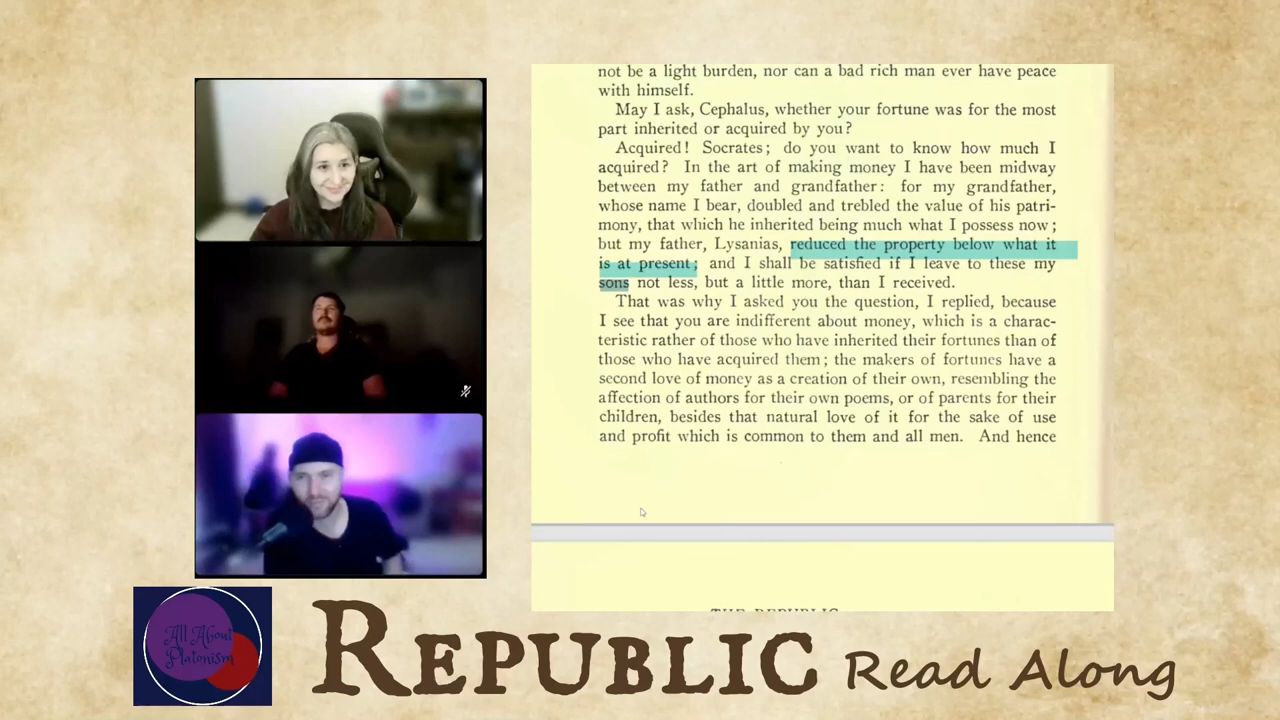 not be a light burden, nor can a bad rich man ever have peace
with himself.
May I ask, Cephalus, whether your fortune was for the most
part inherited or acquired by you?
Acquired! Socrates; do you want to know how much I
acquired? In the art of making money I have been midway
between my father and grandfather: for my grandfather,
whose name I bear, doubled and trebled the value of his patri-
mony, that which he inherited being much what I possess now;
but my father, Lysanias, reduced the property below what it
is at present; and I shall be satisfied if I leave to these my
sons not less, but a little more, than I received.
That was why I asked you the question, I replied, because
I see that you are indifferent about money, which is a charac-
teristic rather of those who have inherited their fortunes than of
those who have acquired them; the makers of fortunes have a
second love of money as a creation of their own, resembling the
affection of authors for their own poems, or of parents for their
children, besides that natural love of it for the sake of use
and profit which is common to them and all men. And hence
THE REPUBLIC
All About
Platonism
REPUBLIC Read Along